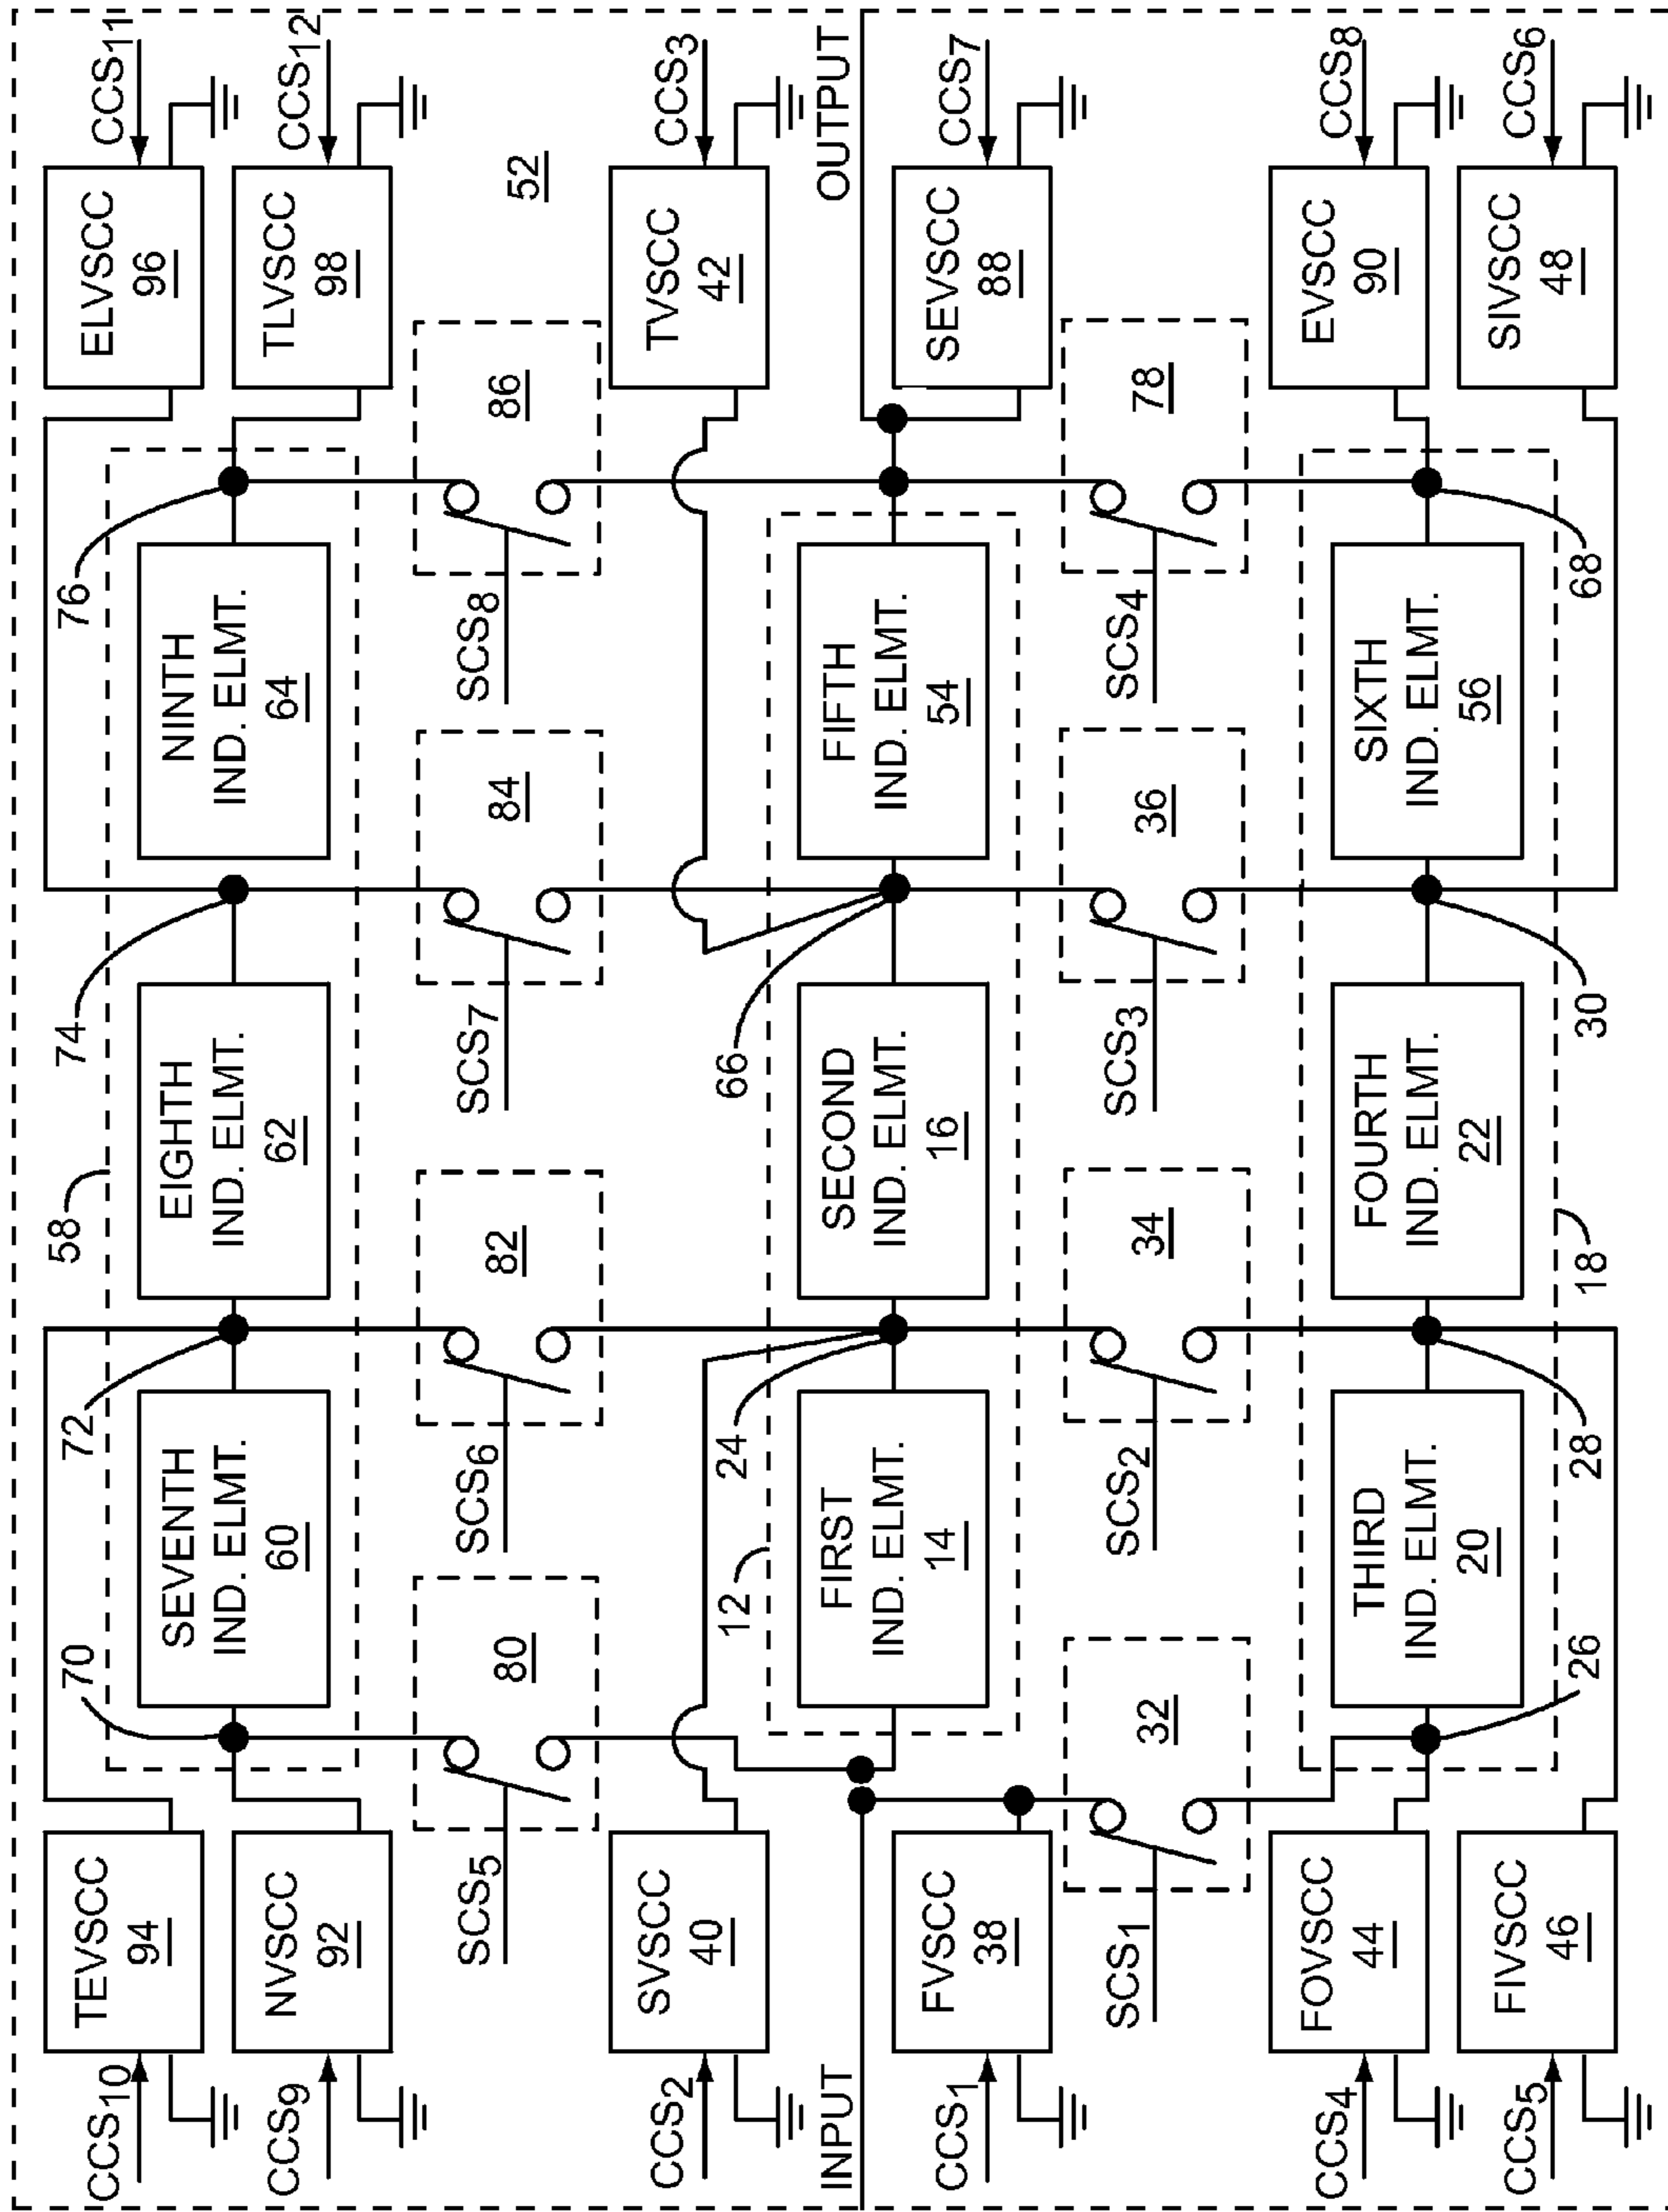 CCS10
TEVSCC
94
CCS9
NVSCC
92
70
72
58
74
76
SEVENTH
IND. ELMT.
60
EIGHTH
IND. ELMT.
62
NINTH
IND. ELMT.
64
ELVSCC
96
CCS11
TLVSCC
98
CCS12
SCS5
80
SCS6
82
SCS7
84
SCS8
86
52
CCS2
SVSCC
40
12
24
66
TVSCC
42
CCS3
INPUT
OUTPUT
FIRST
IND. ELMT.
14
SECOND
IND. ELMT.
16
FIFTH
IND. ELMT.
54
CCS1
FVSCC
38
SEVSCC
88
CCS7
SCS1
32
SCS2
34
SCS3
36
SCS4
78
CCS4
FOVSCC
44
THIRD
IND. ELMT.
20
FOURTH
IND. ELMT.
22
SIXTH
IND. ELMT.
56
EVSCC
90
CCS8
CCS5
FIVSCC
46
26
28
18
30
68
SIVSCC
48
CCS6